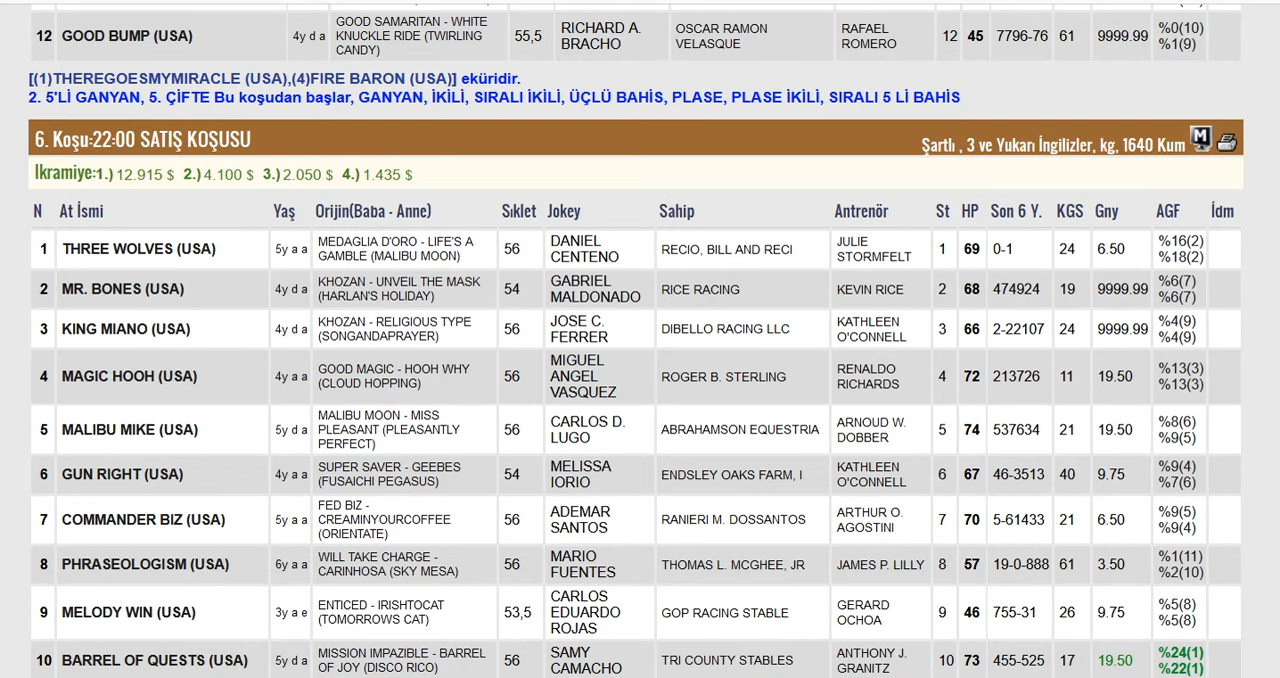 12 GOOD BUMP (USA) 4y d a GOOD SAMARITAN - WHITE KNUCKLE RIDE (TWIRLING CANDY) 55,5 RICHARD A. BRACHO OSCAR RAMON VELASQUE RAFAEL ROMERO 12 45 7796-76 61 9999.99 %0(10) %1(9)
[(1)THEREGOESMYMIRACLE (USA),(4)FIRE BARON (USA)] eküridir.
2. 5'Lİ GANYAN, 5. ÇİFTE Bu koşudan başlar, GANYAN, İKİLİ, SIRALI İKİLİ, ÜÇLÜ BAHİS, PLASE, PLASE İKİLİ, SIRALI 5 Lİ BAHİS
6. Koşu:22:00 SATIŞ KOŞUSU
Şartlı , 3 ve Yukarı İngilizler, kg, 1640 Kum M
Ikramiye:1.) 12.915 $ 2.) 4.100 $ 3.) 2.050 $ 4.) 1.435 $
N At İsmi Yaş Orijin(Baba - Anne) Sıklet Jokey Sahip Antrenör St HP Son 6 Y. KGS Gny AGF İdm
1 THREE WOLVES (USA) 5y a a MEDAGLIA D'ORO - LIFE'S A GAMBLE (MALIBU MOON) 56 DANIEL CENTENO RECIO, BILL AND RECI JULIE STORMFELT 1 69 0-1 24 6.50 %16(2) %18(2)
2 MR. BONES (USA) 4y d a KHOZAN - UNVEIL THE MASK (HARLAN'S HOLIDAY) 54 GABRIEL MALDONADO RICE RACING KEVIN RICE 2 68 474924 19 9999.99 %6(7) %6(7)
3 KING MIANO (USA) 4y d a KHOZAN - RELIGIOUS TYPE (SONGANDAPRAYER) 56 JOSE C. FERRER DIBELLO RACING LLC KATHLEEN O'CONNELL 3 66 2-22107 24 9999.99 %4(9) %4(9)
4 MAGIC HOOH (USA) 4y a a GOOD MAGIC - HOOH WHY (CLOUD HOPPING) 56 MIGUEL ANGEL VASQUEZ ROGER B. STERLING RENALDO RICHARDS 4 72 213726 11 19.50 %13(3) %13(3)
5 MALIBU MIKE (USA) 5y d a MALIBU MOON - MISS PLEASANT (PLEASANTLY PERFECT) 56 CARLOS D. LUGO ABRAHAMSON EQUESTRIA ARNOUD W. DOBBER 5 74 537634 21 19.50 %8(6) %9(5)
6 GUN RIGHT (USA) 4y a a SUPER SAVER - GEEBES (FUSAICHI PEGASUS) 54 MELISSA IORIO ENDSLEY OAKS FARM, I KATHLEEN O'CONNELL 6 67 46-3513 40 9.75 %9(4) %7(6)
7 COMMANDER BIZ (USA) 5y a a FED BIZ - CREAMINYOURCOFFEE (ORIENTATE) 56 ADEMAR SANTOS RANIERI M. DOSSANTOS ARTHUR O. AGOSTINI 7 70 5-61433 21 6.50 %9(5) %9(4)
8 PHRASEOLOGISM (USA) 6y a a WILL TAKE CHARGE - CARINHOSA (SKY MESA) 56 MARIO FUENTES THOMAS L. MCGHEE, JR JAMES P. LILLY 8 57 19-0-888 61 3.50 %1(11) %2(10)
9 MELODY WIN (USA) 3y a e ENTICED - IRISHTOCAT (TOMORROWS CAT) 53,5 CARLOS EDUARDO ROJAS GOP RACING STABLE GERARD OCHOA 9 46 755-31 26 9.75 %5(8) %5(8)
10 BARREL OF QUESTS (USA) 5y d a MISSION IMPAZIBLE - BARREL OF JOY (DISCO RICO) 56 SAMY CAMACHO TRI COUNTY STABLES ANTHONY J. GRANITZ 10 73 455-525 17 19.50 %24(1) %22(1)